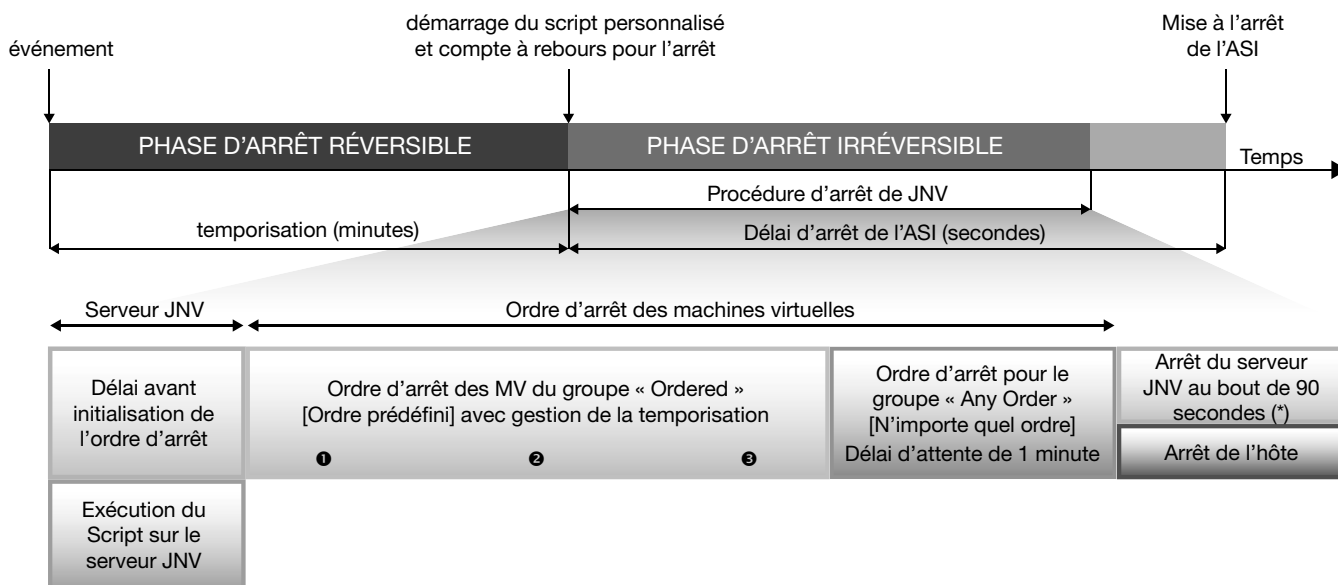 événement
démarrage du script personnalisé
et compte à rebours pour l'arrêt
Mise à l'arrêt
de l'ASI
PHASE D'ARRÊT RÉVERSIBLE
PHASE D'ARRÊT IRRÉVERSIBLE
Temps
Procédure d'arrêt de JNV
temporisation (minutes)
Délai d'arrêt de l'ASI (secondes)
Serveur JNV
Ordre d'arrêt des machines virtuelles
Délai avant
initialisation de
l'ordre d'arrêt
Exécution du
Script sur le
serveur JNV
Ordre d'arrêt des MV du groupe « Ordered »
[Ordre prédéfini] avec gestion de la temporisation
❶ ❷ ❸
Ordre d'arrêt pour le
groupe « Any Order »
[N'importe quel ordre]
Délai d'attente de 1 minute
Arrêt du serveur
JNV au bout de 90
secondes (*)
Arrêt de l'hôte